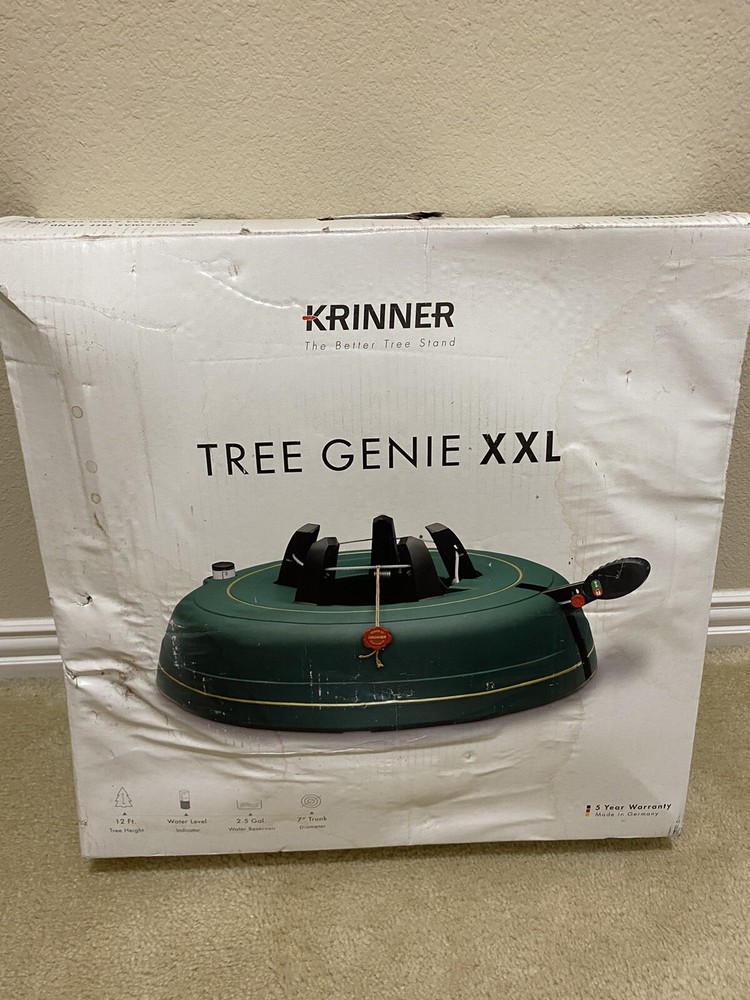 KRINNER
The Better Tree Stand
TREE GENIE XXL
KRINNER
12 Ft.
Tree Height
Water Level
Indicator
2.5 Gal.
Water Reservoir
7" Trunk
Diameter
5 Year Warranty
Made in Germany